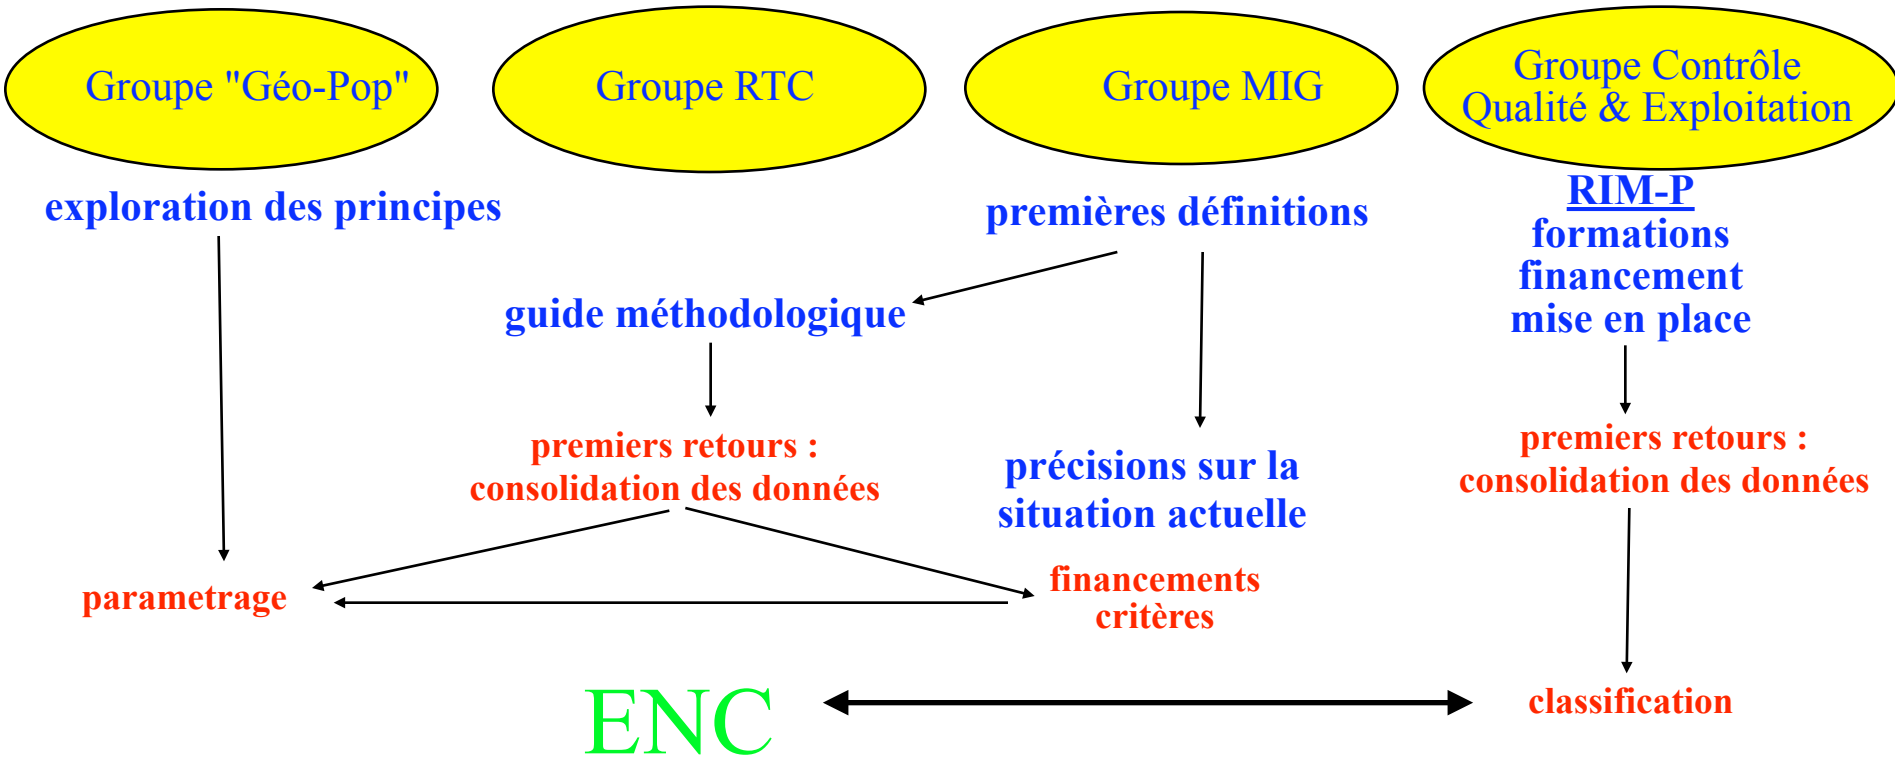 Groupe "Géo-Pop"
Groupe RTC
Groupe MIG
Groupe Contrôle
Qualité & Exploitation
exploration des principes
premières définitions
RIM-P
formations
financement
mise en place
guide méthodologique
premiers retours :
consolidation des données
précisions sur la
situation actuelle
premiers retours :
consolidation des données
parametrage
financements
critères
ENC
classification